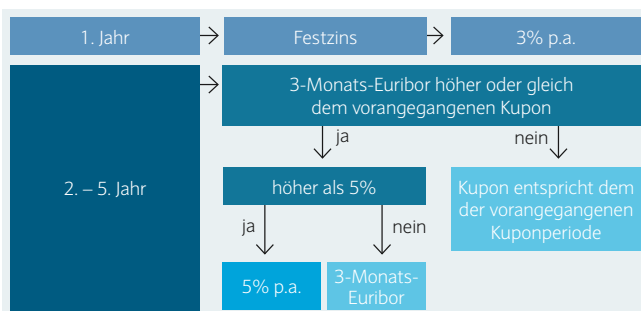 1. Jahr
Festzins
3% p.a.
3-Monats-Euribor höher oder gleich
dem vorangegangenen Kupon
ja
nein
2. – 5. Jahr
höher als 5%
Kupon entspricht dem
der vorangegangenen
Kuponperiode
ja
nein
5% p.a.
3-Monats-
Euribor